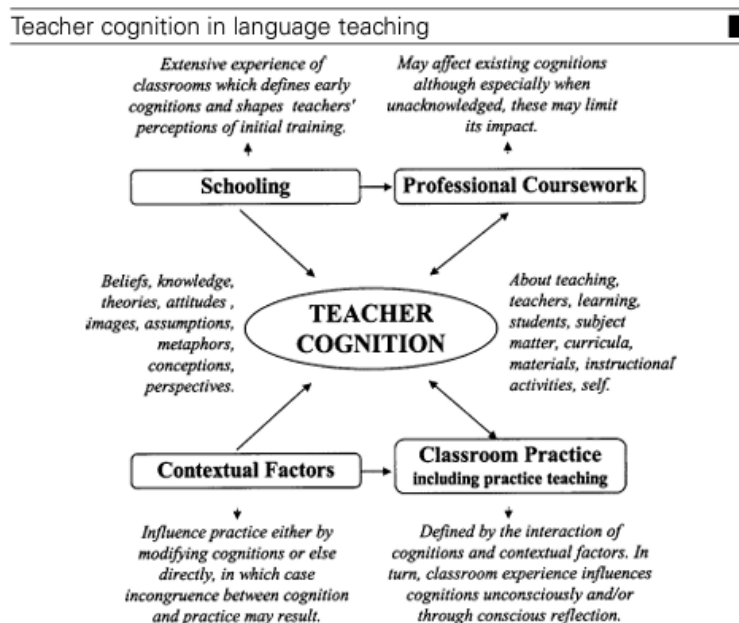 Teacher cognition in language teaching
Extensive experience of
classrooms which defines early
cognitions and shapes teachers'
perceptions of initial training.
May affect existing cognitions
although especially when
unacknowledged, these may limit
its impact.
Schooling
Professional Coursework
Beliefs, knowledge,
theories, attitudes ,
images, assumptions,
metaphors,
conceptions,
perspectives.
TEACHER
COGNITION
About teaching,
teachers, learning,
students, subject
matter, curricula,
materials, instructional
activities, self.
Contextual Factors
Classroom Practice
including practice teaching
Influence practice either by
modifying cognitions or else
directly, in which case
incongruence between cognition
and practice may result.
Defined by the interaction of
cognitions and contextual factors. In
turn, classroom experience influences
cognitions unconsciously and/or
through conscious reflection.